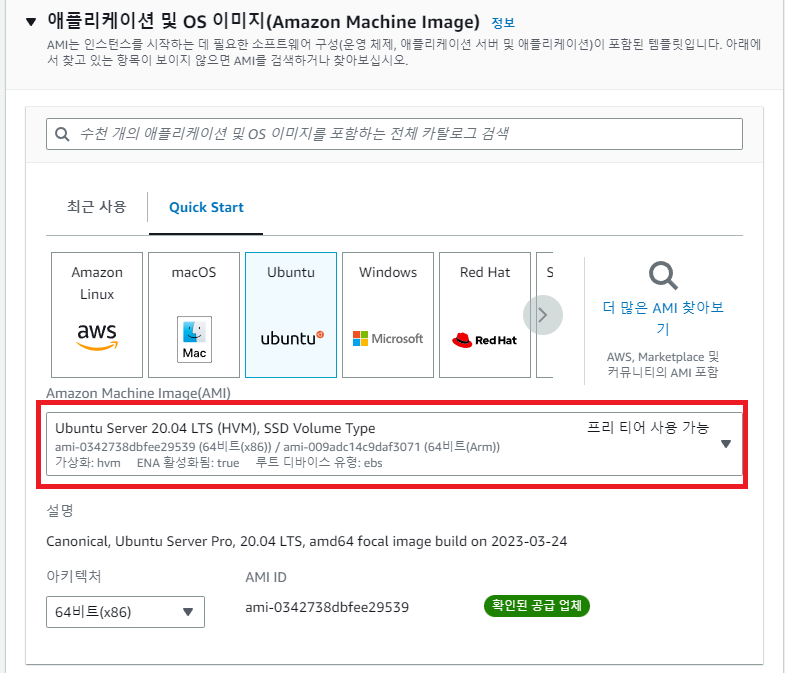 애플리케이션 및 OS 이미지(Amazon Machine Image) 정보
AMI는 인스턴스를 시작하는 데 필요한 소프트웨어 구성(운영 체제, 애플리케이션 서버 및 애플리케이션)이 포함된 템플릿입니다. 아래에
서 찾고 있는 항목이 보이지 않으면 AMI를 검색하거나 찾아보십시오.
수천 개의 애플리케이션 및 OS 이미지를 포함하는 전체 카탈로그 검색
최근 사용
Quick Start
Amazon
Linux
aws
macOS
Mac
Ubuntu
ubuntu
Windows
Microsoft
Red Hat
Red Hat
S
더 많은 AMI 찾아보
기
AWS, Marketplace 및
커뮤니티의 AMI 포함
Amazon Machine Image(AMI)
Ubuntu Server 20.04 LTS (HVM), SSD Volume Type
프리 티어 사용 가능
ami-0342738dbfee29539 (64비트(x86)) / ami-009adc14c9daf3071 (64비트(Arm))
가상화: hvm ENA 활성화됨: true 루트 디바이스 유형: ebs
설명
Canonical, Ubuntu Server Pro, 20.04 LTS, amd64 focal image build on 2023-03-24
아키텍처
AMI ID
64비트(x86)
ami-0342738dbfee29539
확인된 공급 업체